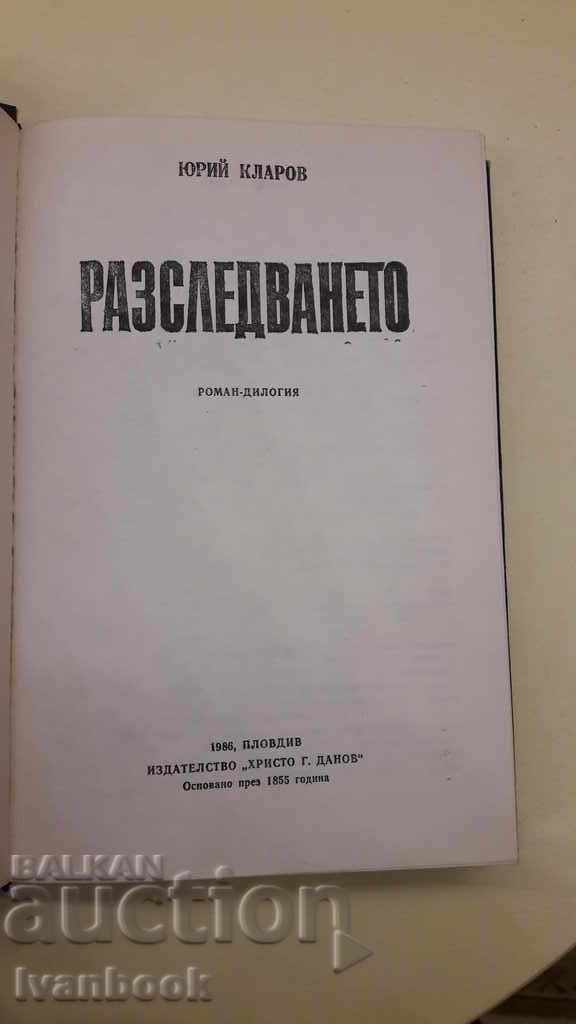 ЮРИЙ КЛАРОВ
РАЗСЛЕДВАНЕТО
РОМАН-ДИЛОГИЯ
1986, ПЛОВДИВ
ИЗДАТЕЛСТВО „ХРИСТО Г. ДАНОВ"
Основано през 1855 година
BALKAN
auction
Ivanbook